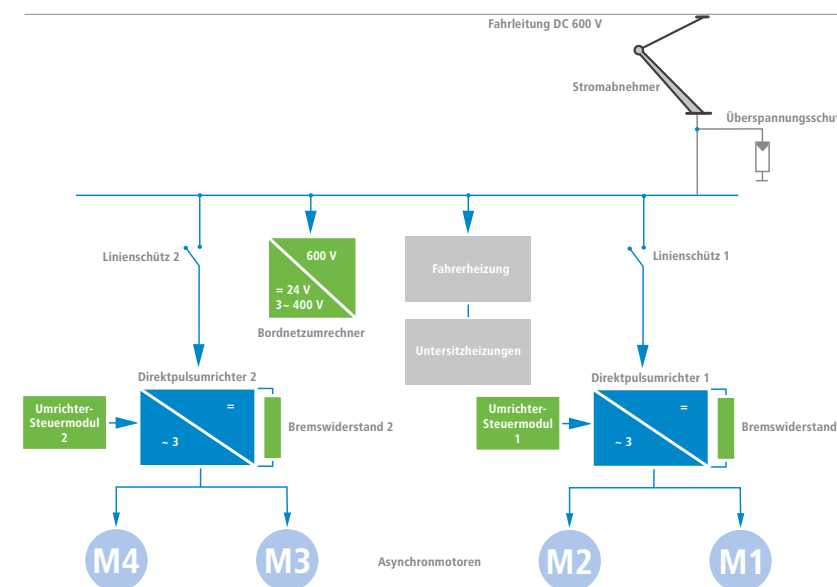 Fahrleitung DC 600 V
Stromabnehmer
Überspannungsschut
Linienschütz 2
600 V
= 24 V
3~ 400 V
Bordnetzumrechner
Fahrerheizung
Untersitzheizungen
Linienschütz 1
Direktpulsumrichter 2
Direktpulsumrichter 1
Umrichter-
Steuermodul
2
=
~ 3
Bremswiderstand 2
Umrichter-
Steuermodul
1
=
~ 3
Bremswiderstand
M4
M3
Asynchronmotoren
M2
M1